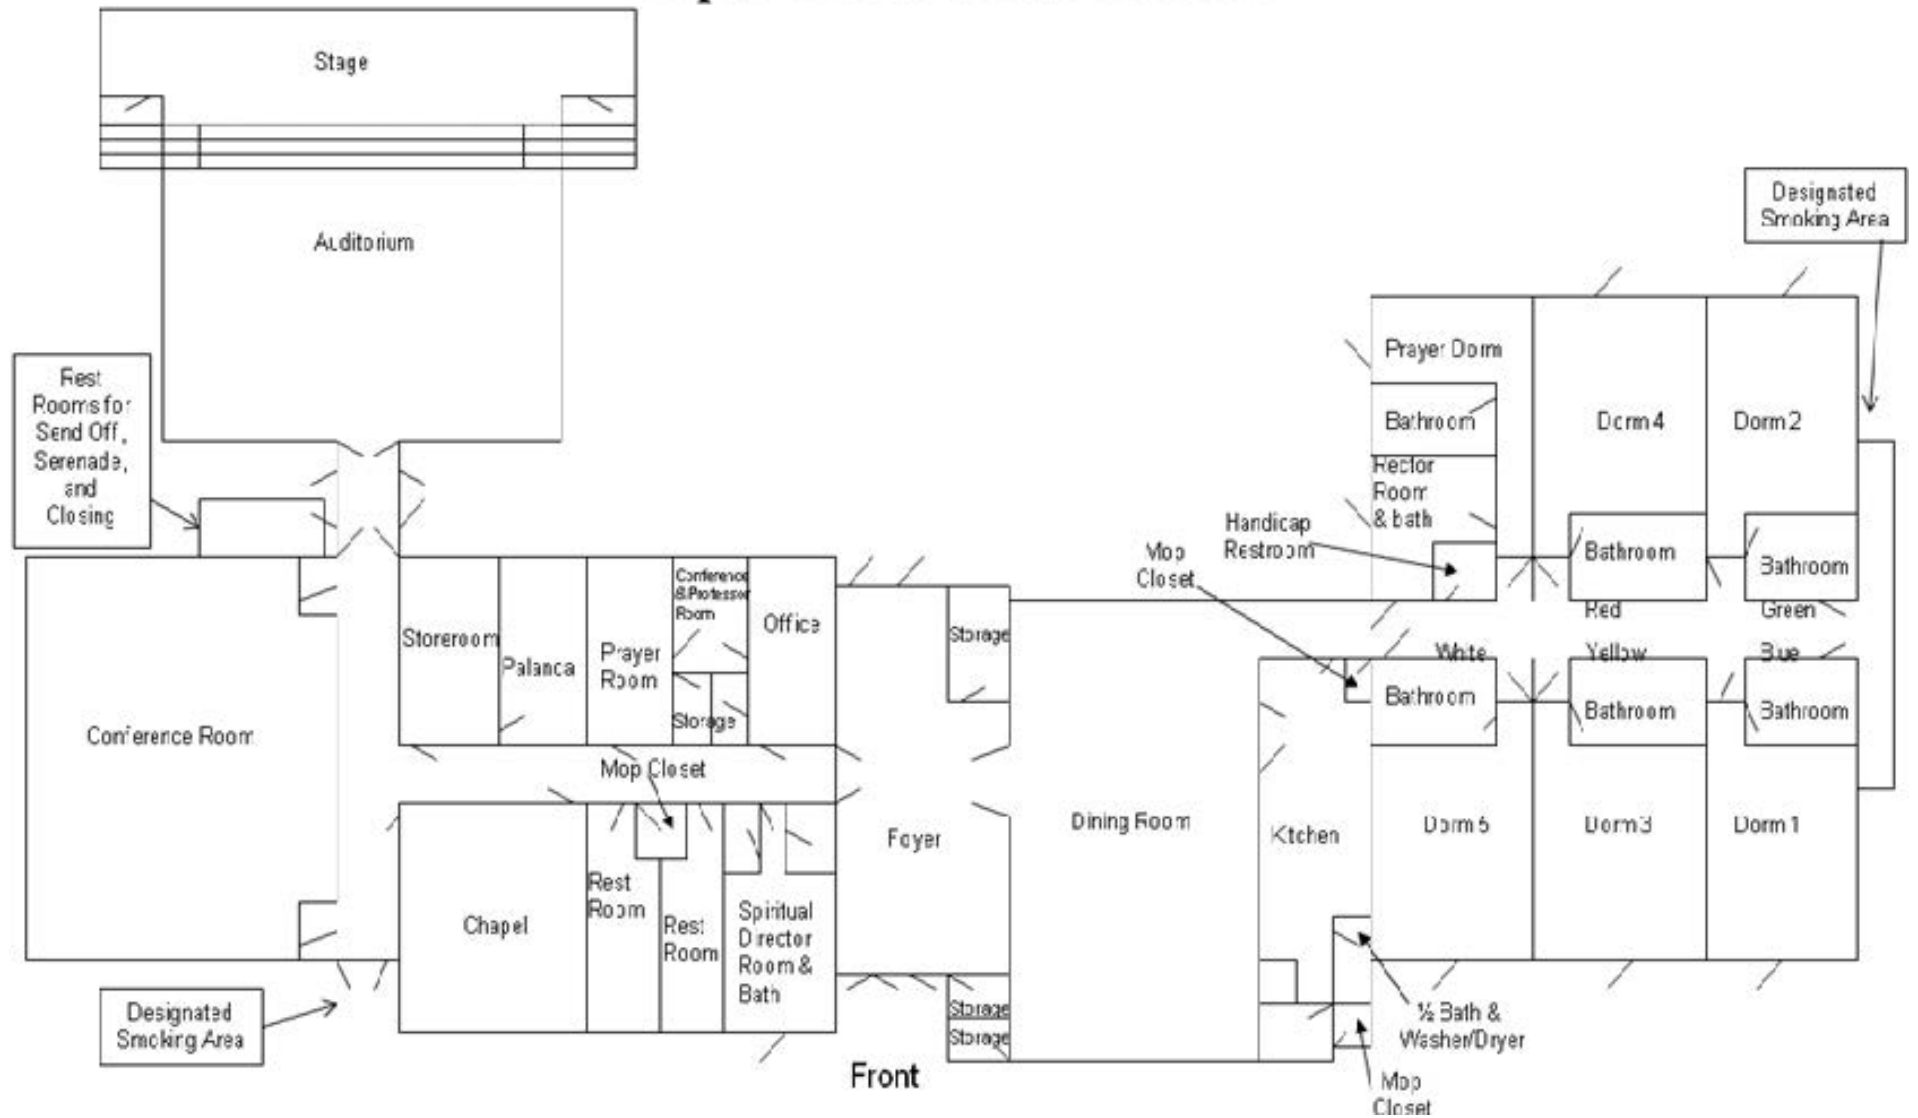 Stage
Auditorium
Designated
Smoking Area
Rest
Rooms for
Send Off,
Serenade,
and
Closing
Prayer Dorm
Bathroom
Rector
Room
& bath
Dorm 4
Dorm 2
Handicap
Restroom
Mop
Closet
Bathroom
Bathroom
Red
Green
White
Yellow
Blue
Bathroom
Bathroom
Bathroom
Conference Room
Storeroom
Palanca
Prayer
Room
Conference
& Professor
Room
Storage
Office
Storage
Mop Closet
Foyer
Dining Room
Kitchen
Dorm 5
Dorm 3
Dorm 1
Chapel
Rest
Room
Rest
Room
Spiritual
Director
Room &
Bath
Storage
Storage
Designated
Smoking Area
Front
½ Bath &
Washer/Dryer
Mop
Closet